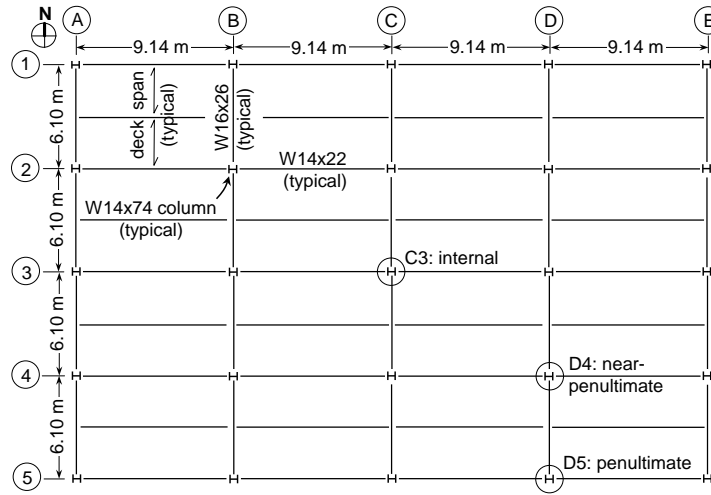 N
A
B
C
D
E
9.14 m
9.14 m
9.14 m
9.14 m
1
2
3
4
5
6.10 m
6.10 m
6.10 m
6.10 m
deck span
(typical)
W16x26
(typical)
W14x22
(typical)
W14x74 column
(typical)
C3: internal
D4: near-
penultimate
D5: penultimate